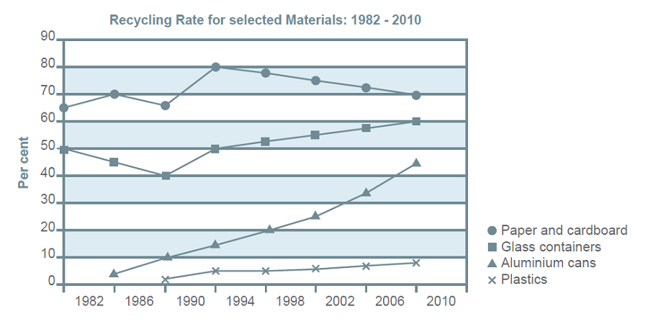 Recycling Rate for selected Materials: 1982 - 2010
90
80
70
60
50
40
30
20
10
0
Per cent
1982 1986 1990 1994 1998 2002 2006 2010
Paper and cardboard
Glass containers
Aluminium cans
Plastics